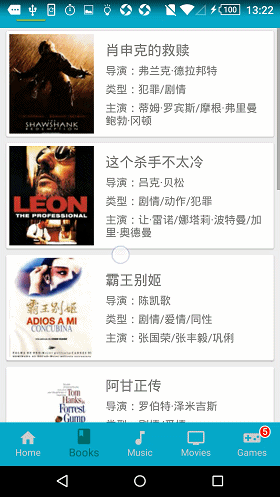 100
13:22
THE
SHAWSHANK
REDEMPTION
肖申克的救赎
导演：弗兰克·德拉邦特
类型：犯罪/剧情
主演：蒂姆·罗宾斯/摩根·弗里曼
鲍勃·冈顿
LEON
THE PROFESSIONAL
这个杀手不太冷
导演：吕克·贝松
类型：剧情/动作/犯罪
主演：让·雷诺/娜塔莉·波特曼/加
里·奥德曼
霸王别姬
ADIOS A MI
CONCUBINA
霸王别姬
导演：陈凯歌
类型：剧情/爱情/同性
主演：张国荣/张丰毅/巩俐
Tom
Hanks
Forrest
Gump
阿甘正传
导演：罗伯特·泽米吉斯
Home
Books
Music
Movies
5
Games